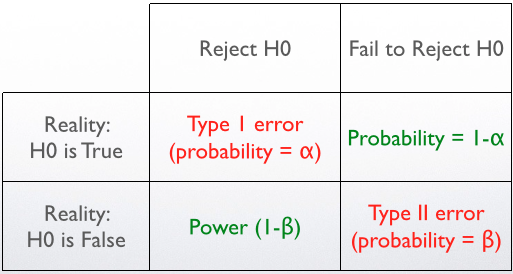 Reject H0
Fail to Reject H0
Reality:
H0 is True
Type 1 error
(probability = α)
Probability = 1-α
Reality:
H0 is False
Power (1-β)
Type II error
(probability = β)